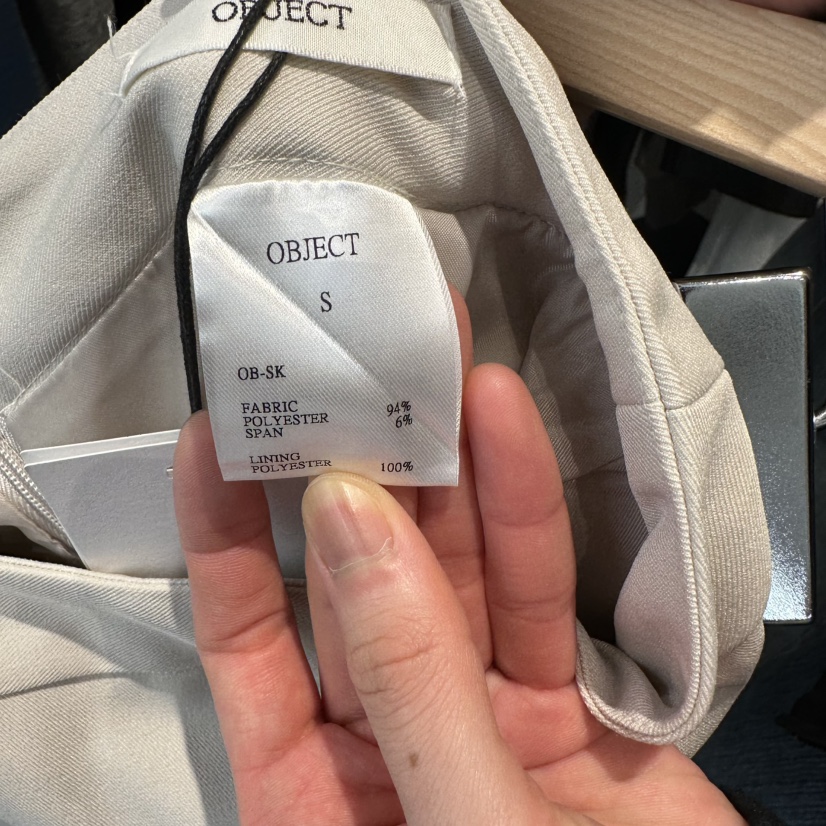 OBJECT
OBJECT
S
OB-SK
FABRIC
POLYESTER 94%
SPAN 6%
LINING
POLYESTER 100%